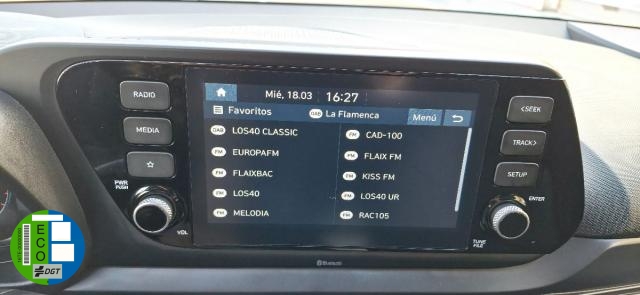 RADIO
MEDIA
PWR
PUSH
VOL
Mié, 18.03 16:27
Favoritos DAB La Flamenca Menú
DAB LOS40 CLASSIC
FM EUROPAFM
FM FLAIXBAC
FM LOS40
FM MELODIA
FM CAD-100
FM FLAIX FM
FM KISS FM
FM LOS40 UR
FM RAC105
<SEEK
TRACK>
SETUP
ENTER
TUNE
FILE
Bluetooth
ECO
DGT